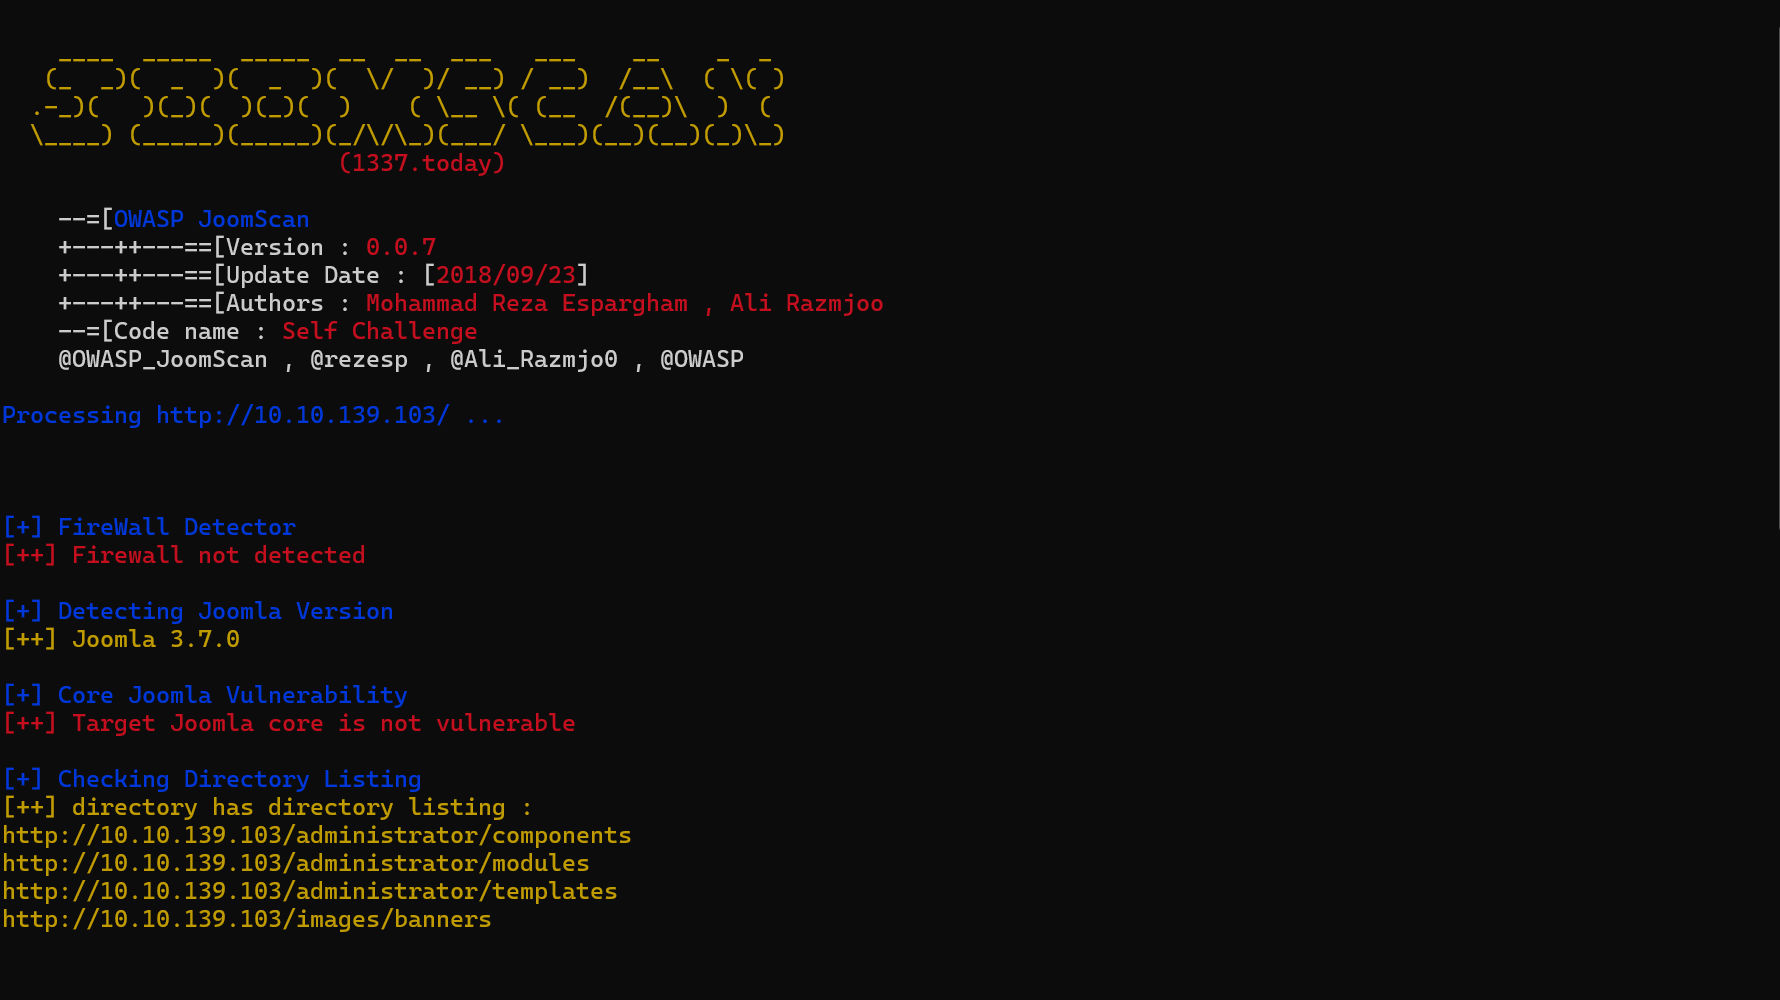 ____  _____  _____  __  __  ___   ___    __    _  _
   (_  _)(  _  )(  _  )(  \/  )/ __) / __)  /__\  ( \( )
  .-_)(   )(_)(  )(_)(  )    ( \__ \( (__  /(__)\  )  (
  \____) (_____)(_____)(_/\/\_)(___/ \___)(__)(__)(_)\_)
                        (1337.today)

    --=[OWASP JoomScan
    +---++---==[Version : 0.0.7
    +---++---==[Update Date : [2018/09/23]
    +---++---==[Authors : Mohammad Reza Espargham , Ali Razmjoo
    --=[Code name : Self Challenge
    @OWASP_JoomScan , @rezesp , @Ali_Razmjo0 , @OWASP

Processing http://10.10.139.103/ ...

[+] FireWall Detector
[++] Firewall not detected

[+] Detecting Joomla Version
[++] Joomla 3.7.0

[+] Core Joomla Vulnerability
[++] Target Joomla core is not vulnerable

[+] Checking Directory Listing
[++] directory has directory listing :
http://10.10.139.103/administrator/components
http://10.10.139.103/administrator/modules
http://10.10.139.103/administrator/templates
http://10.10.139.103/images/banners